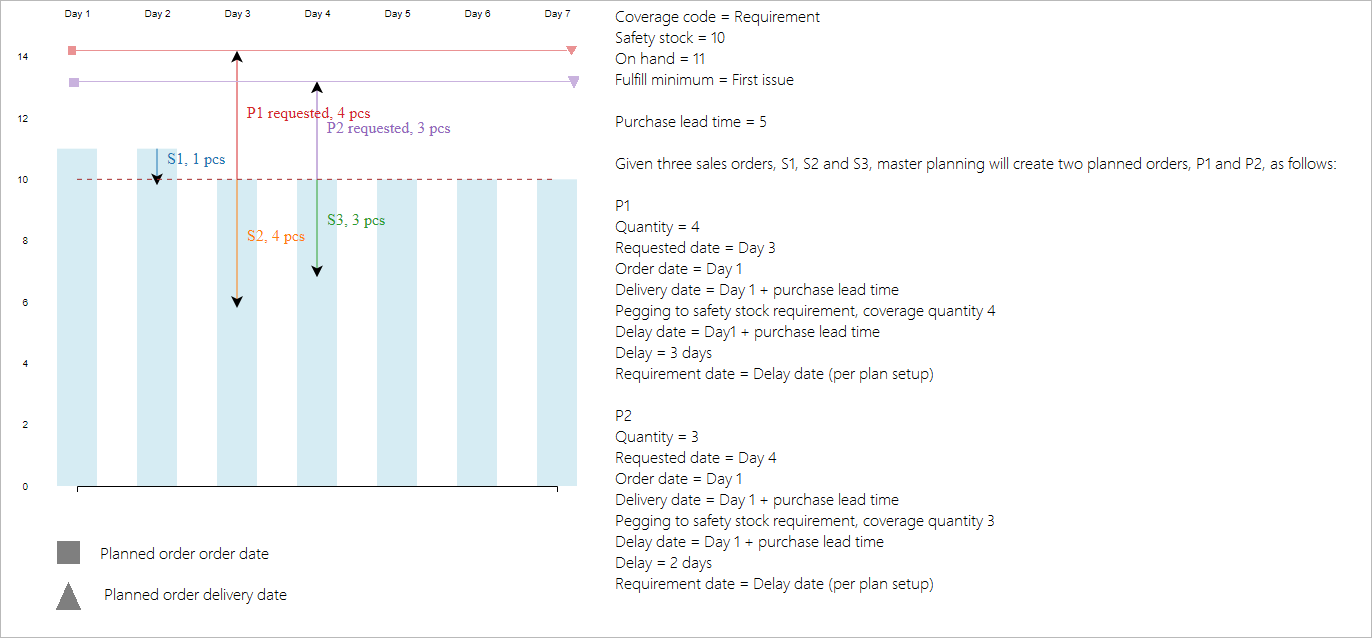 Day 1 Day 2 Day 3 Day 4 Day 5 Day 6 Day 7
14
12
10
8
6
4
2
0
P1 requested, 4 pcs
P2 requested, 3 pcs
S1, 1 pcs
S3, 3 pcs
S2, 4 pcs
Planned order order date
Planned order delivery date
Coverage code = Requirement
Safety stock = 10
On hand = 11
Fulfill minimum = First issue
Purchase lead time = 5
Given three sales orders, S1, S2 and S3, master planning will create two planned orders, P1 and P2, as follows:
P1
Quantity = 4
Requested date = Day 3
Order date = Day 1
Delivery date = Day 1 + purchase lead time
Pegging to safety stock requirement, coverage quantity 4
Delay date = Day1 + purchase lead time
Delay = 3 days
Requirement date = Delay date (per plan setup)
P2
Quantity = 3
Requested date = Day 4
Order date = Day 1
Delivery date = Day 1 + purchase lead time
Pegging to safety stock requirement, coverage quantity 3
Delay date = Day 1 + purchase lead time
Delay = 2 days
Requirement date = Delay date (per plan setup)